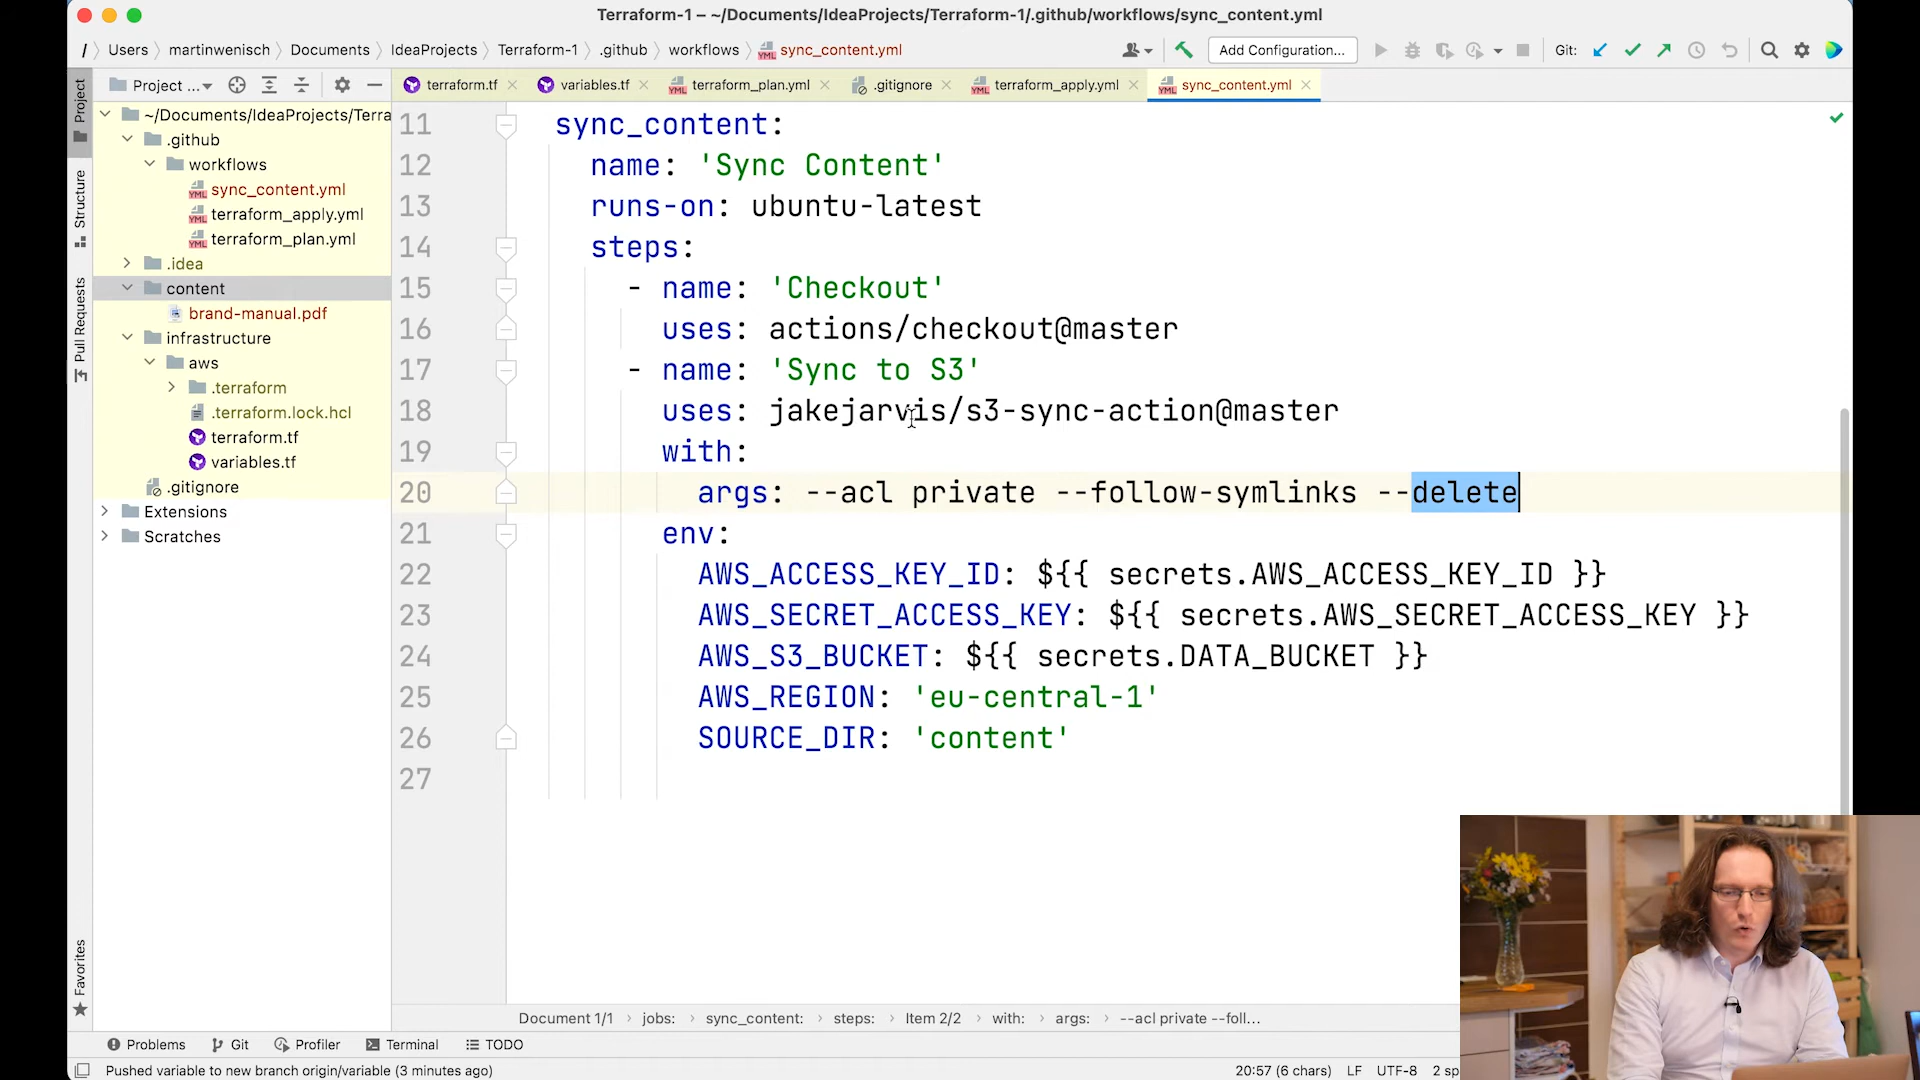 Terraform-1 – ~/Documents/IdeaProjects/Terraform-1/.github/workflows/sync_content.yml
/ Users martinwenisch Documents IdeaProjects Terraform-1 .github workflows sync_content.yml
Add Configuration...
Git:
Project ...
terraform.tf
variables.tf
terraform_plan.yml
.gitignore
terraform_apply.yml
sync_content.yml
Project
Structure
Pull Requests
Favorites
~/Documents/IdeaProjects/Terra
.github
workflows
sync_content.yml
terraform_apply.yml
terraform_plan.yml
.idea
content
brand-manual.pdf
infrastructure
aws
.terraform
.terraform.lock.hcl
terraform.tf
variables.tf
.gitignore
Extensions
Scratches
11 sync_content:
12 name: 'Sync Content'
13 runs-on: ubuntu-latest
14 steps:
15 - name: 'Checkout'
16 uses: actions/checkout@master
17 - name: 'Sync to S3'
18 uses: jakejarvis/s3-sync-action@master
19 with:
20 args: --acl private --follow-symlinks --delete
21 env:
22 AWS_ACCESS_KEY_ID: ${{ secrets.AWS_ACCESS_KEY_ID }}
23 AWS_SECRET_ACCESS_KEY: ${{ secrets.AWS_SECRET_ACCESS_KEY }}
24 AWS_S3_BUCKET: ${{ secrets.DATA_BUCKET }}
25 AWS_REGION: 'eu-central-1'
26 SOURCE_DIR: 'content'
27
Document 1/1 jobs: sync_content: steps: Item 2/2 with: args: --acl private --foll...
Problems Git Profiler Terminal TODO
Pushed variable to new branch origin/variable (3 minutes ago)
20:57 (6 chars) LF UTF-8 2 sp